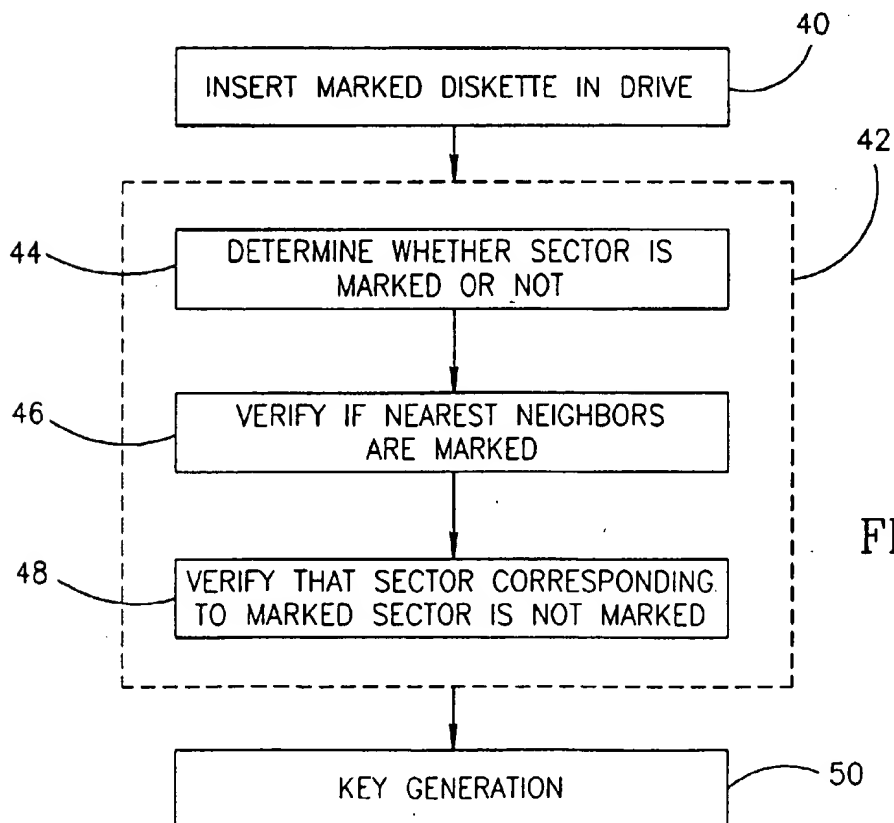 40
INSERT MARKED DISKETTE IN DRIVE
42
44
DETERMINE WHETHER SECTOR IS
MARKED OR NOT
46
VERIFY IF NEAREST NEIGHBORS
ARE MARKED
48
VERIFY THAT SECTOR CORRESPONDING
TO MARKED SECTOR IS NOT MARKED
KEY GENERATION
50